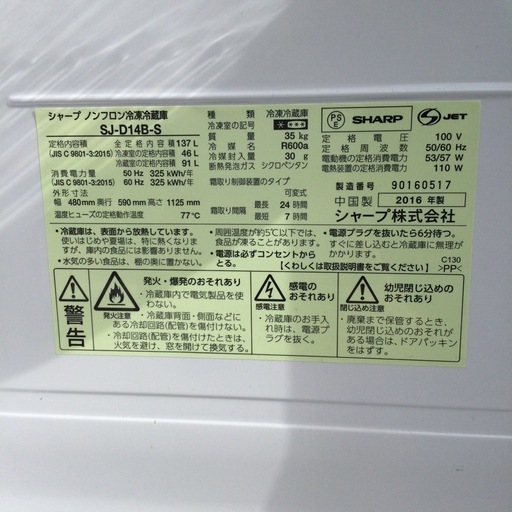 シャープ ノンフロン冷凍冷蔵庫
SJ-D14B-S
定格内容積 全定格内容積 137 L
(JIS C 9801-3:2015) 冷凍室の定格内容積 46 L
冷蔵室の定格内容積 91 L
消費電力量 50 Hz 325 kWh/年
(JIS C 9801-3:2015) 60 Hz 325 kWh/年
外形寸法
幅 480mm 奥行 590mm 高さ 1125 mm
温度ヒューズの定格動作温度 77℃
種類 冷凍冷蔵庫
冷凍室の記号
質量 35 kg
冷媒名 R600a
冷媒封入量 30 g
断熱発泡ガス シクロペンタン
霜取り制御装置のタイプ
可変式
霜取り間隔 最長 24 時間
最短 7 時間
PSE SHARP S JET
定格電圧 100 V
定格周波数 50/60 Hz
電動機の定格消費電力 53/57 W
電熱装置の定格消費電力 110 W
製造番号 90160517
中国製 2016 年製
シャープ株式会社
・冷蔵庫は、表面から放熱しています。
使いはじめや夏場は、特に熱くなりま
すが、庫内の冷却に影響はありません。
・水気の多い食品は、棚の奥に置かない。
・周囲温度が約5℃以下では、食
品が凍ることがあります。
・電源は必ずコンセントから
とる。
・電源プラグを抜いたら6分待つ。
すぐに差し込むと故障に無理が
かかります。
【くわしくは取扱説明書をご覧ください】
C130
>PP<
警告
発火・爆発のおそれあり
発火注意
・冷蔵庫内で電気製品を使
わない。
・冷蔵庫背面・側面などに
ある冷却回路(配管)を傷付けない。
・冷却回路(配管)を傷付けたときは、
火気を避け、窓を開けて換気する。
感電の
おそれあり
感電注意
・冷蔵庫のお手入
れ時は、電源プ
ラグを抜く。
幼児閉じ込めの
おそれあり
閉じ込め注意
・廃棄まで保管するとき、
幼児閉じ込めのおそれが
ある場合は、ドアパッキン
をはずす。